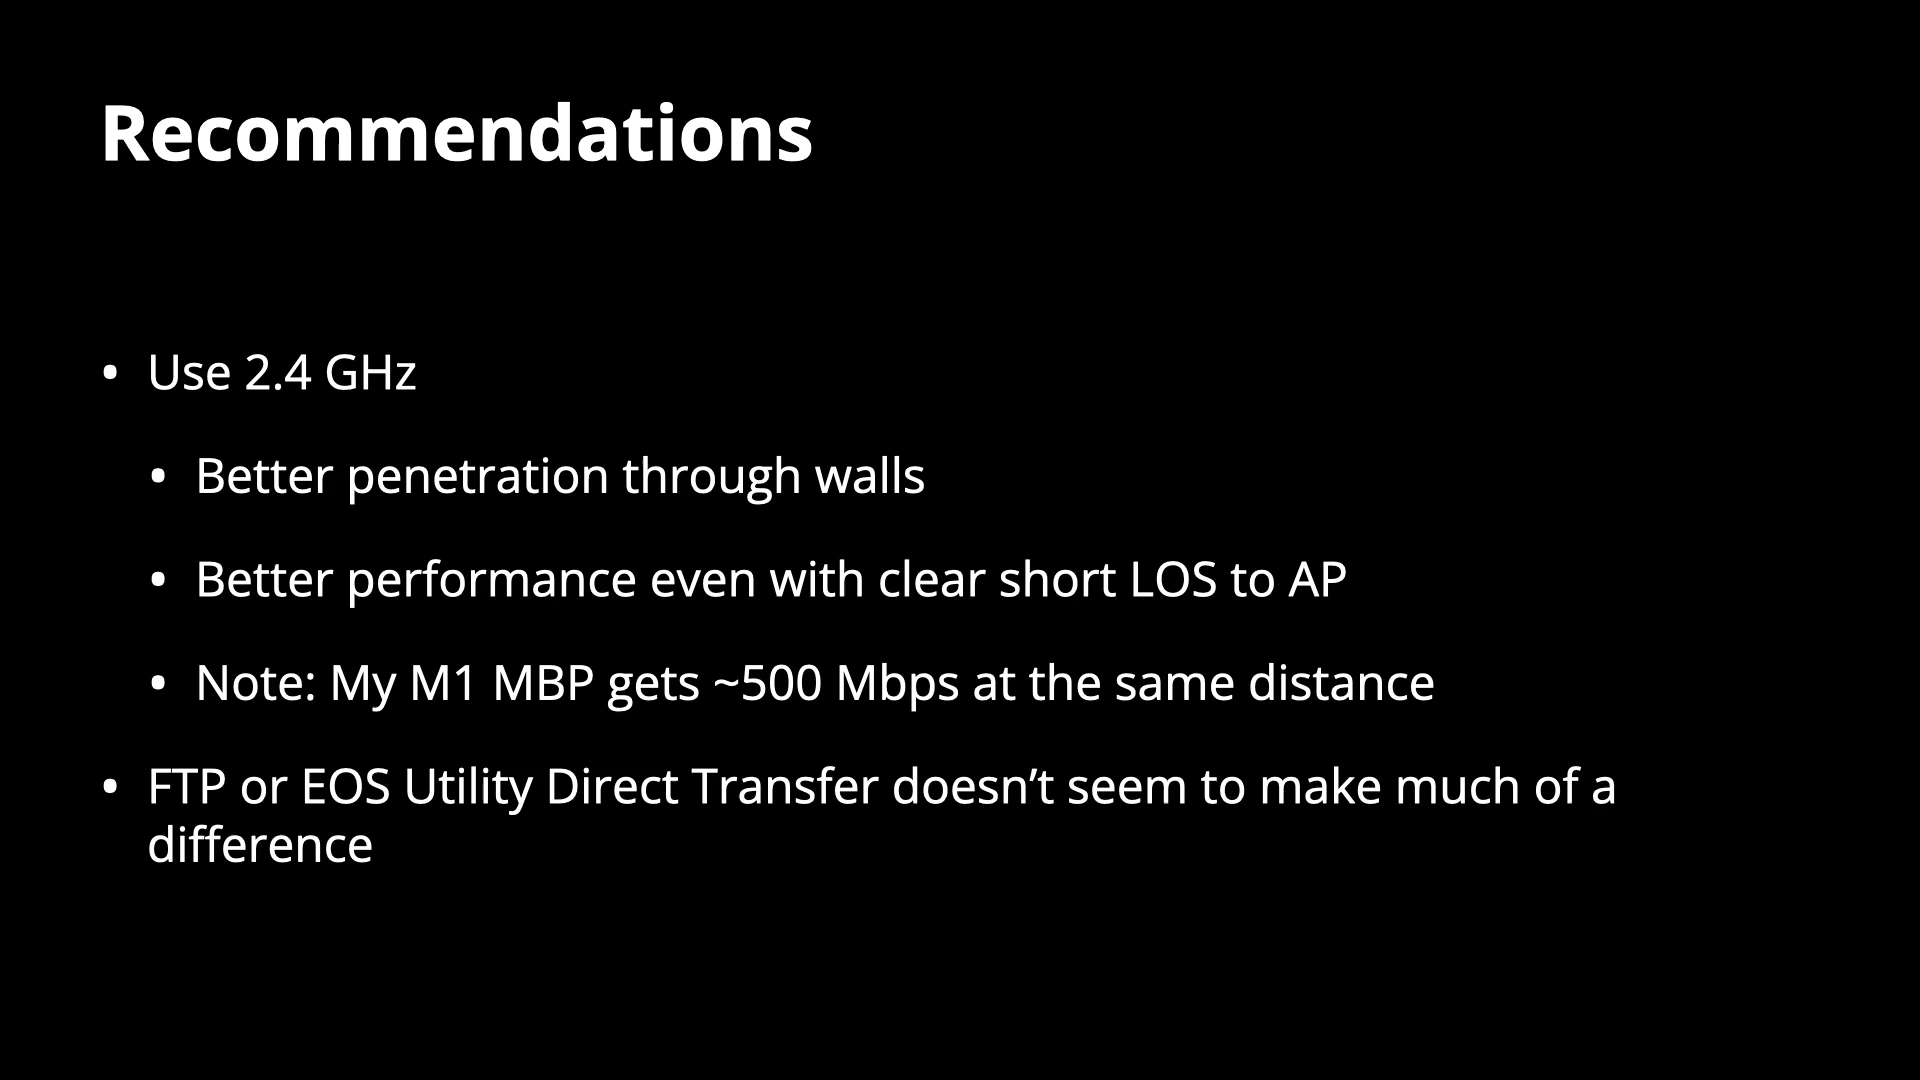 Recommendations
• Use 2.4 GHz
• Better penetration through walls
• Better performance even with clear short LOS to AP
• Note: My M1 MBP gets ~500 Mbps at the same distance
• FTP or EOS Utility Direct Transfer doesn’t seem to make much of a
difference